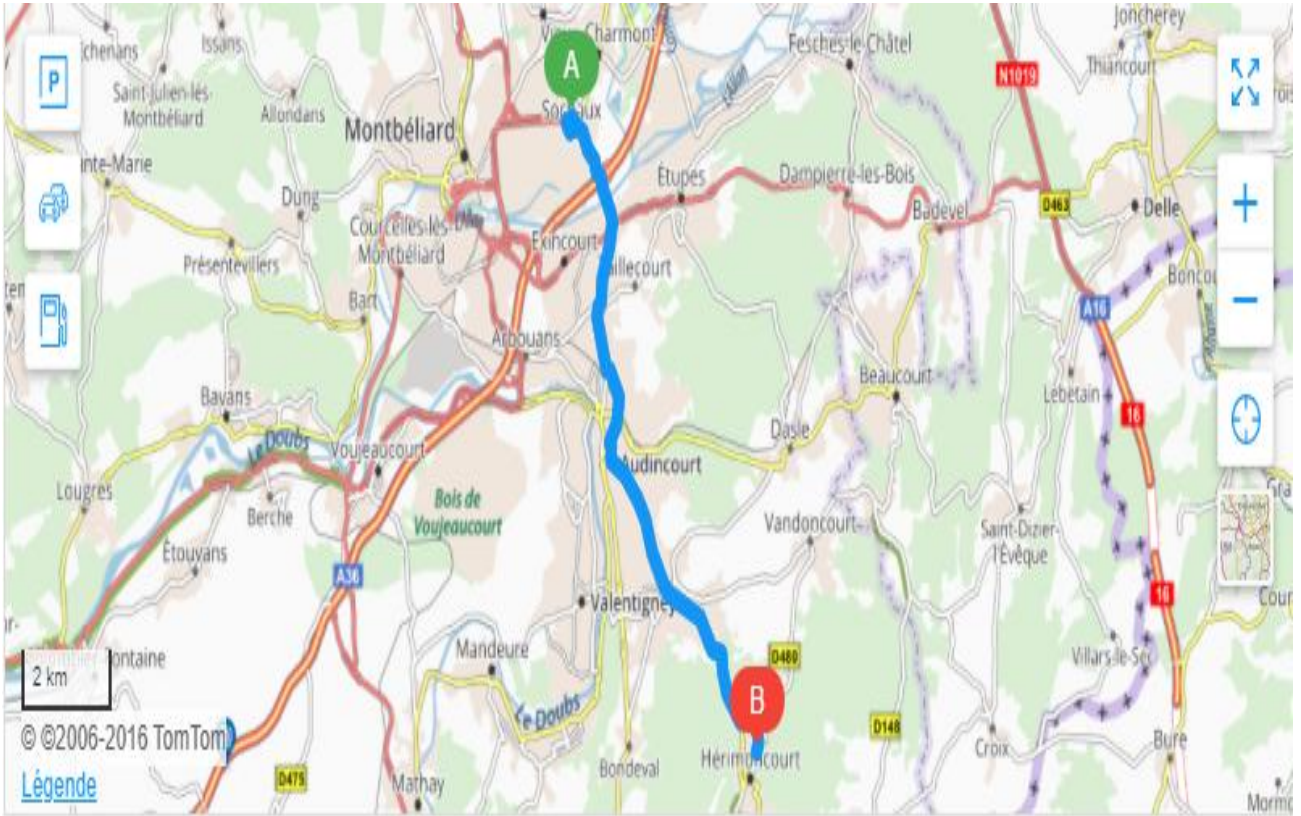 Joncherey
Issans
Charmont
Fesches-le-Châtel
A
N1019
Thiancourt
P
Saint-Julien-lès-
Montbéliard
Allondans
Montbéliard
Étupes
Dampierre-les-Bois
Dung
D463
Delle
Badevel
Courcelles-lès-
Montbéliard
Présentevillers
Exincourt
Bart
A16
Arbouans
Beaucourt
Lebetain
Bavans
16
Dasle
Le Doubs
Voujeaucourt
Audincourt
Lougres
Berche
Bois de
Voujeaucourt
Vandoncourt
Saint-Dizier-
l'Évêque
Étouvans
A36
16
Valentigney
Mandeure
D480
Villars-le-Sec
2 km
B
Le Doubs
D148
© ©2006-2016 TomTom
Croix
Bure
Hérimoncourt
Bondeval
D475
Mathay
Légende